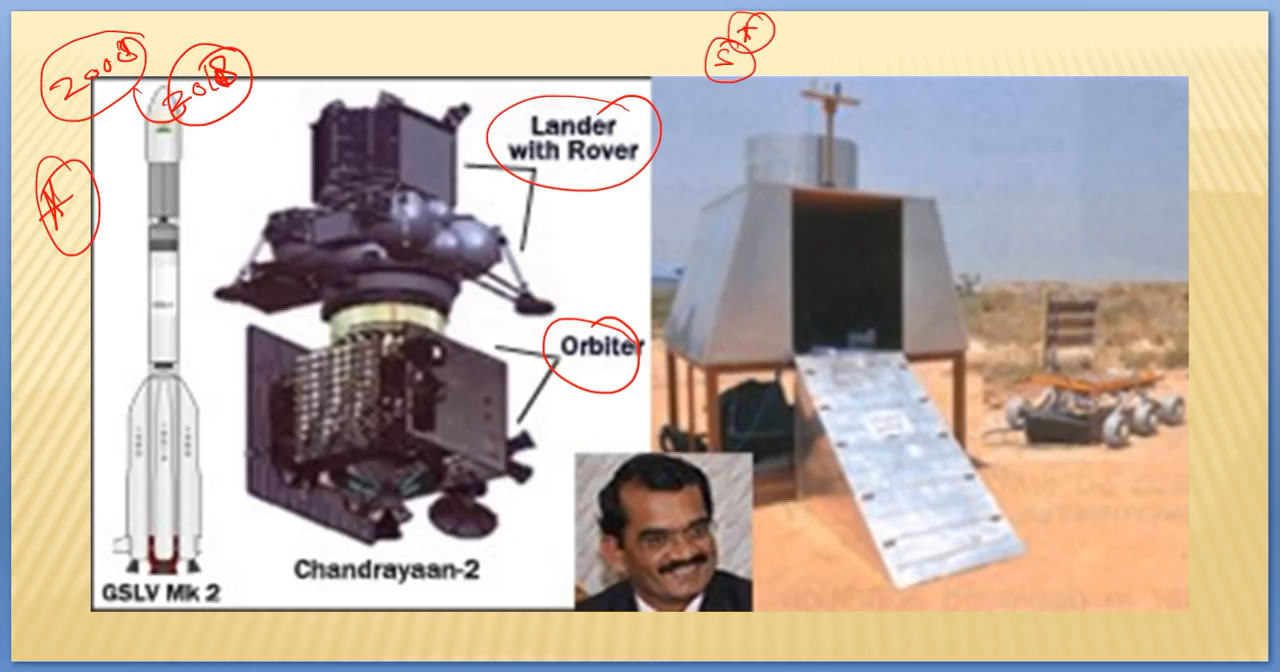 2008
2018
Lander
with Rover
Orbiter
Chandrayaan-2
GSLV Mk 2